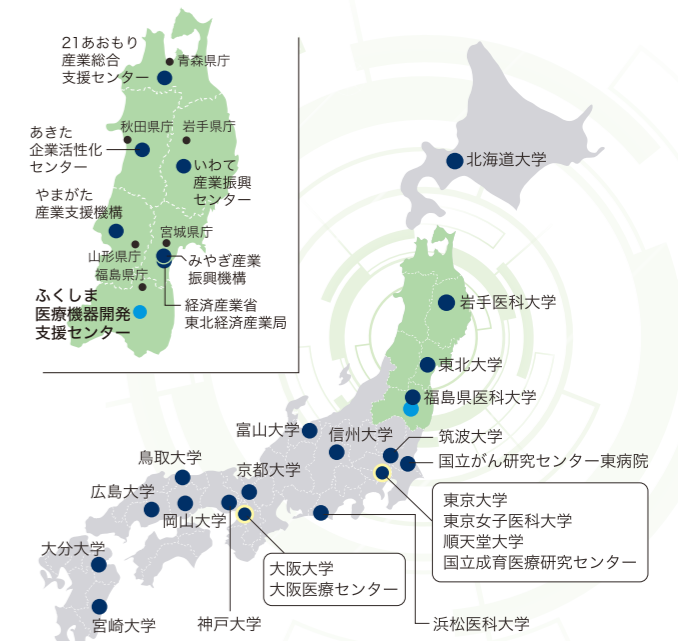 21あおもり
産業総合
支援センター
青森県庁
秋田県庁
岩手県庁
あきた
企業活性化
センター
いわて
産業振興
センター
やまがた
産業支援機構
宮城県庁
山形県庁
みやぎ産業
振興機構
福島県庁
ふくしま
医療機器開発
支援センター
経済産業省
東北経済産業局
北海道大学
岩手医科大学
東北大学
福島県医科大学
富山大学
信州大学
筑波大学
国立がん研究センター東病院
鳥取大学
京都大学
広島大学
岡山大学
東京大学
東京女子医科大学
順天堂大学
国立成育医療研究センター
大分大学
大阪大学
大阪医療センター
宮崎大学
神戸大学
浜松医科大学